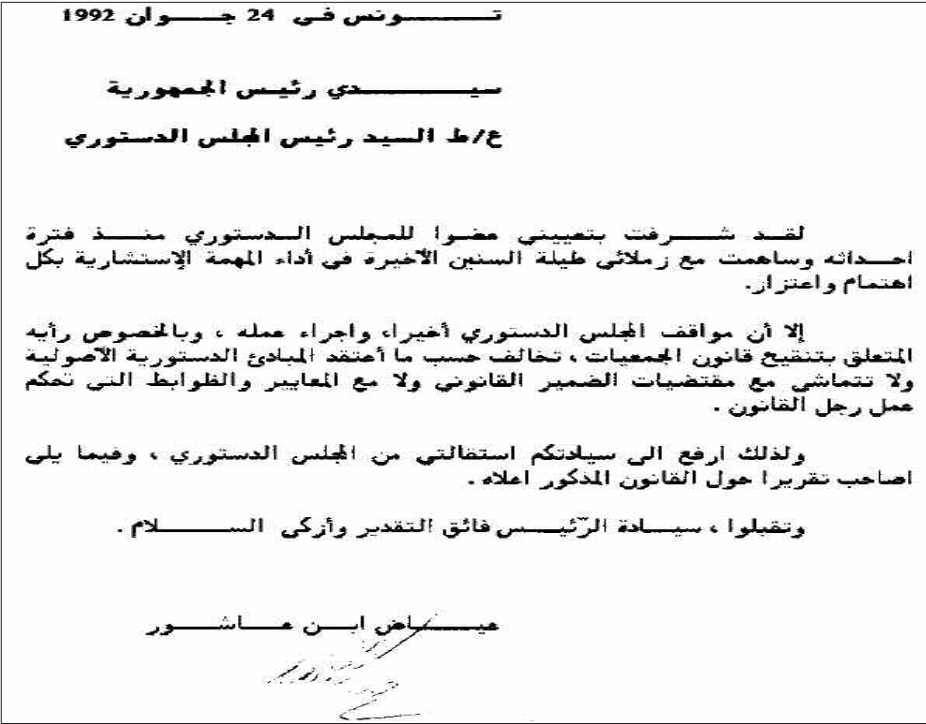 تونس في 24 جوان 1992
سيدي رئيس الجمهورية
ع/ط السيد رئيس المجلس الدستوري
لقد شرفت بتعييني عضوا للمجلس الدستوري منذ فترة
احداثه وساهمت مع زملائي طيلة السنين الأخيرة في أداء المهمة الإستشارية بكل
اهتمام واعتزاز.
إلا أن مواقف المجلس الدستوري أخيرا، واجراء عمله ، وبالخصوص رأيه
المتعلق بتنقيح قانون الجمعيات ، تخالف حسب ما أعتقد المبادئ الدستورية الأصولية
ولا تتماشى مع مقتضيات الضمير القانوني ولا مع المعايير والظوابط التي تحكم
عمل رجل القانون .
ولذلك ارفع الى سيادتكم استقالتي من المجلس الدستوري ، وفيما يلي
اصاحب تقريرا حول القانون المذكور اعلاه .
وتقبلوا ، سيادة الرّئيس فائق التقدير وأزكى السلام .
عياض ابن عاشور